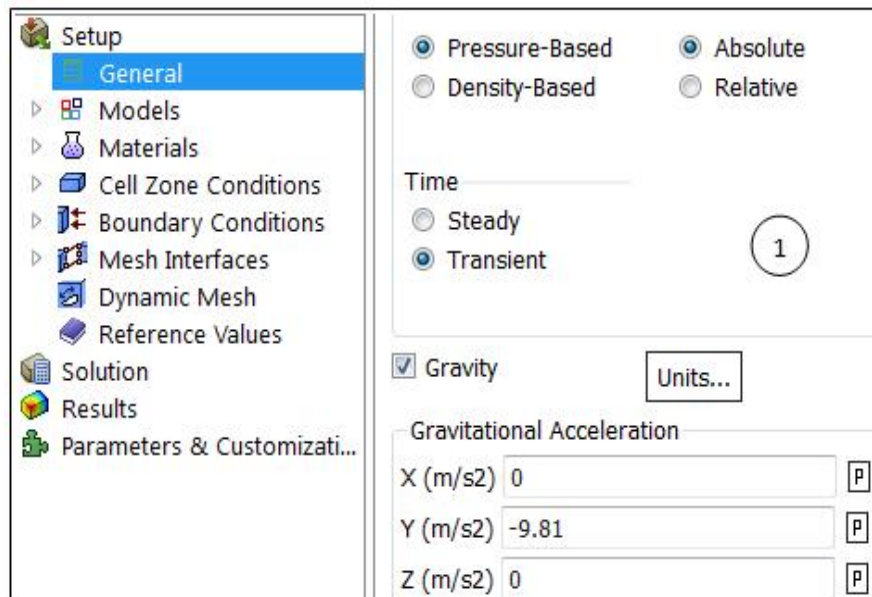 Setup
General
Models
Materials
Cell Zone Conditions
Boundary Conditions
Mesh Interfaces
Dynamic Mesh
Reference Values
Solution
Results
Parameters & Customizati...
Pressure-Based Absolute
Density-Based Relative
Time
Steady
Transient
1
Gravity Units...
Gravitational Acceleration
X (m/s2) 0 P
Y (m/s2) -9.81 P
Z (m/s2) 0 P